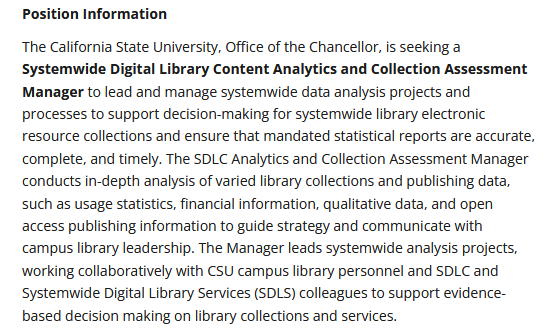 Position Information
The California State University, Office of the Chancellor, is seeking a
Systemwide Digital Library Content Analytics and Collection Assessment
Manager to lead and manage systemwide data analysis projects and
processes to support decision-making for systemwide library electronic
resource collections and ensure that mandated statistical reports are accurate,
complete, and timely. The SDLC Analytics and Collection Assessment Manager
conducts in-depth analysis of varied library collections and publishing data,
such as usage statistics, financial information, qualitative data, and open
access publishing information to guide strategy and communicate with
campus library leadership. The Manager leads systemwide analysis projects,
working collaboratively with CSU campus library personnel and SDLC and
Systemwide Digital Library Services (SDLS) colleagues to support evidence-
based decision making on library collections and services.